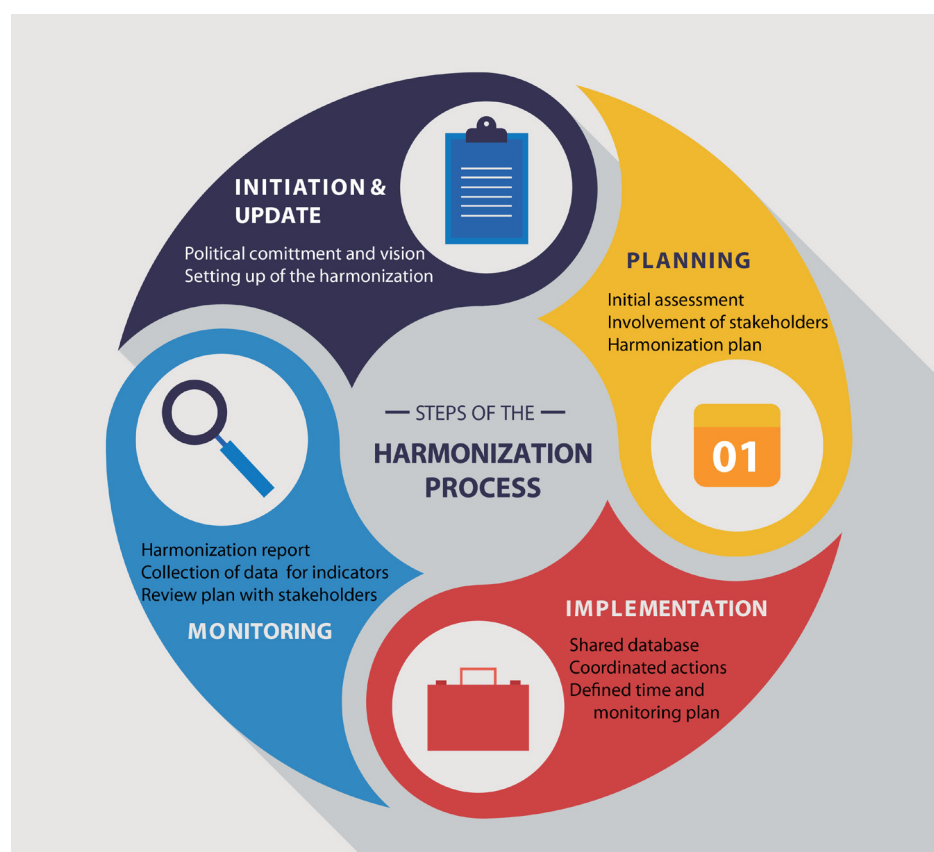 INITIATION &
UPDATE
Political comittment and vision
Setting up of the harmonization
PLANNING
Initial assessment
Involvement of stakeholders
Harmonization plan
01
STEPS OF THE
HARMONIZATION
PROCESS
IMPLEMENTATION
Shared database
Coordinated actions
Defined time and
monitoring plan
Harmonization report
Collection of data for indicators
Review plan with stakeholders
MONITORING